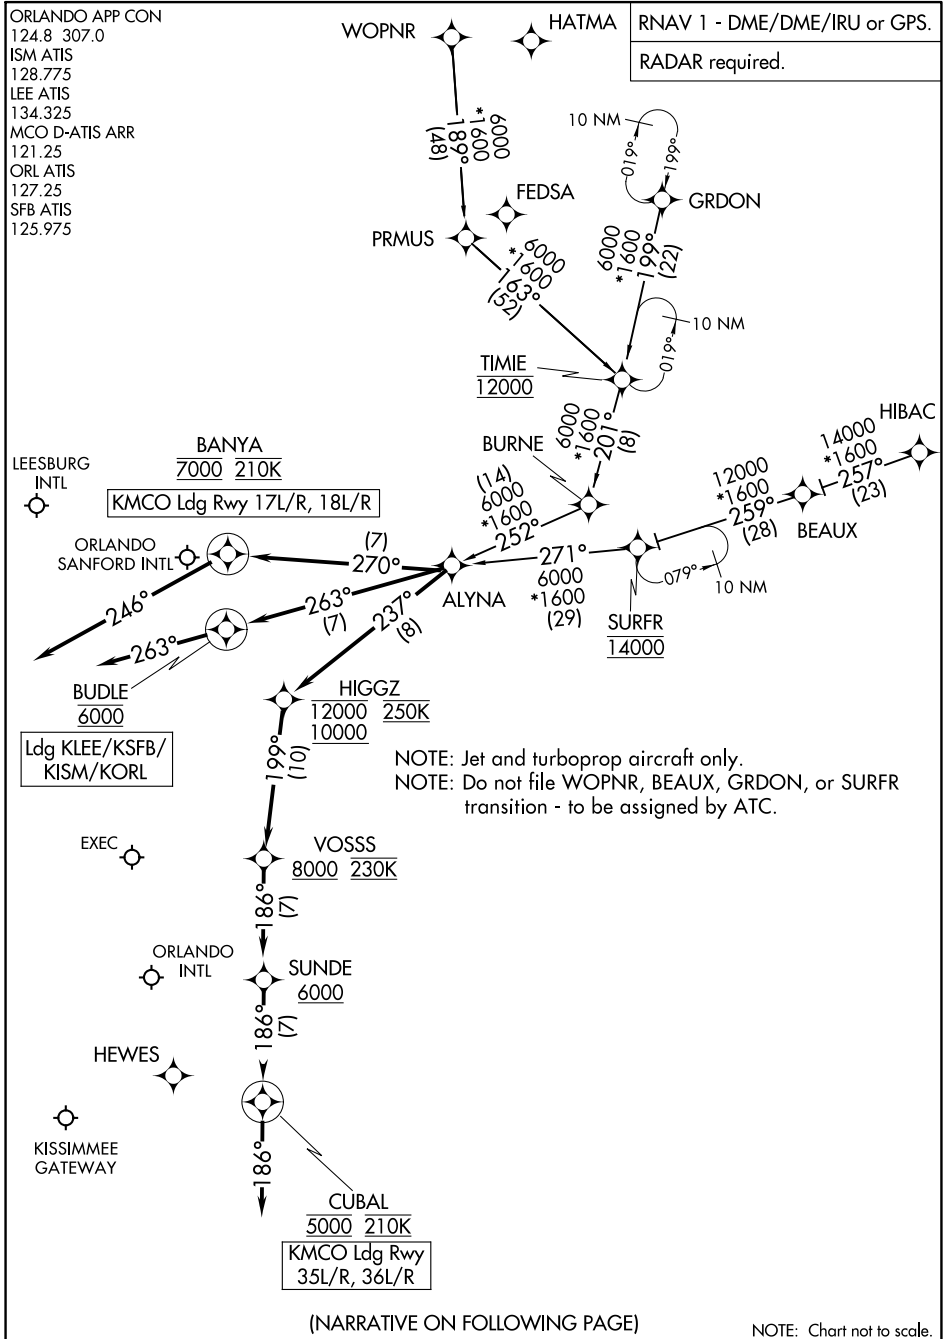 ORLANDO APP CON
124.8 307.0
ISM ATIS
128.775
LEE ATIS
134.325
MCO D-ATIS ARR
121.25
ORL ATIS
127.25
SFB ATIS
125.975
WOPNR
HATMA
RNAV 1 - DME/DME/IRU or GPS.
RADAR required.
6000
*1600
189°
(48)
10 NM
019°
199°
GRDON
FEDSA
PRMUS
6000
*1600
163°
(52)
6000
*1600
199°
(22)
10 NM
019°
TIMIE
12000
6000
*1600
201°
(8)
HIBAC
14000
*1600
257°
(23)
BEAUX
12000
*1600
259°
(28)
BURNE
(14)
6000
*1600
252°
BANYA
7000 210K
KMCO Ldg Rwy 17L/R, 18L/R
LEESBURG
INTL
ORLANDO
SANFORD INTL
(7)
270°
246°
263°
(7)
263°
237°
(8)
ALYNA
271°
6000
*1600
(29)
079°
10 NM
SURFR
14000
BUDLE
6000
Ldg KLEE/KSFB/
KISM/KORL
HIGGZ
12000 250K
10000
199°
(10)
NOTE: Jet and turboprop aircraft only.
NOTE: Do not file WOPNR, BEAUX, GRDON, or SURFR
transition - to be assigned by ATC.
EXEC
VOSSS
8000 230K
186°
(7)
ORLANDO
INTL
SUNDE
6000
186°
(7)
HEWES
KISSIMMEE
GATEWAY
186°
CUBAL
5000 210K
KMCO Ldg Rwy
35L/R, 36L/R
(NARRATIVE ON FOLLOWING PAGE)
NOTE: Chart not to scale.